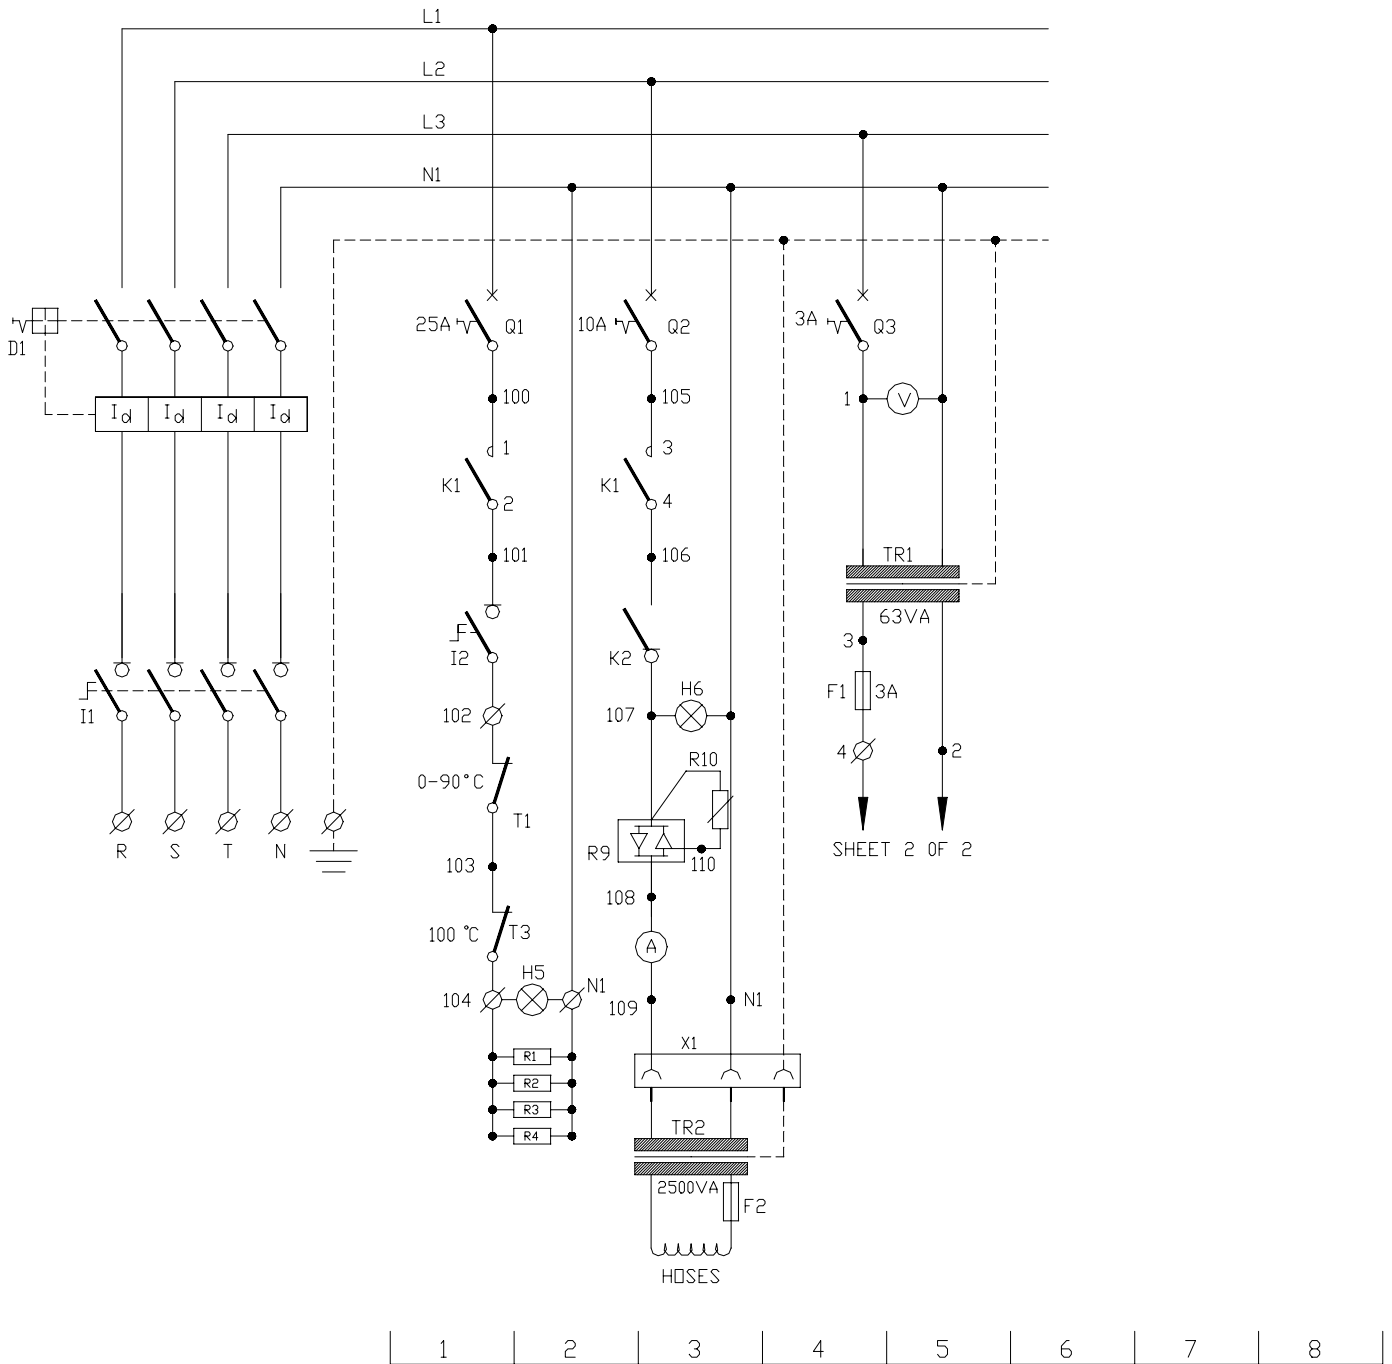 L1
L2
L3
N1
D1
25A Q1
10A Q2
3A Q3
Id Id Id Id
100
105
1 V
1
3
K1 2
K1 4
101
106
TR1
63VA
3
I2
K2
F1 3A
I1
102
107 H6
4 2
0-90°C T1
R10
R S T N
R9 110
SHEET 2 OF 2
103
108
100 °C T3
A
104 H5 N1
109 N1
X1
R1
R2
R3
R4
TR2
2500VA
F2
HOSES
1 2 3 4 5 6 7 8